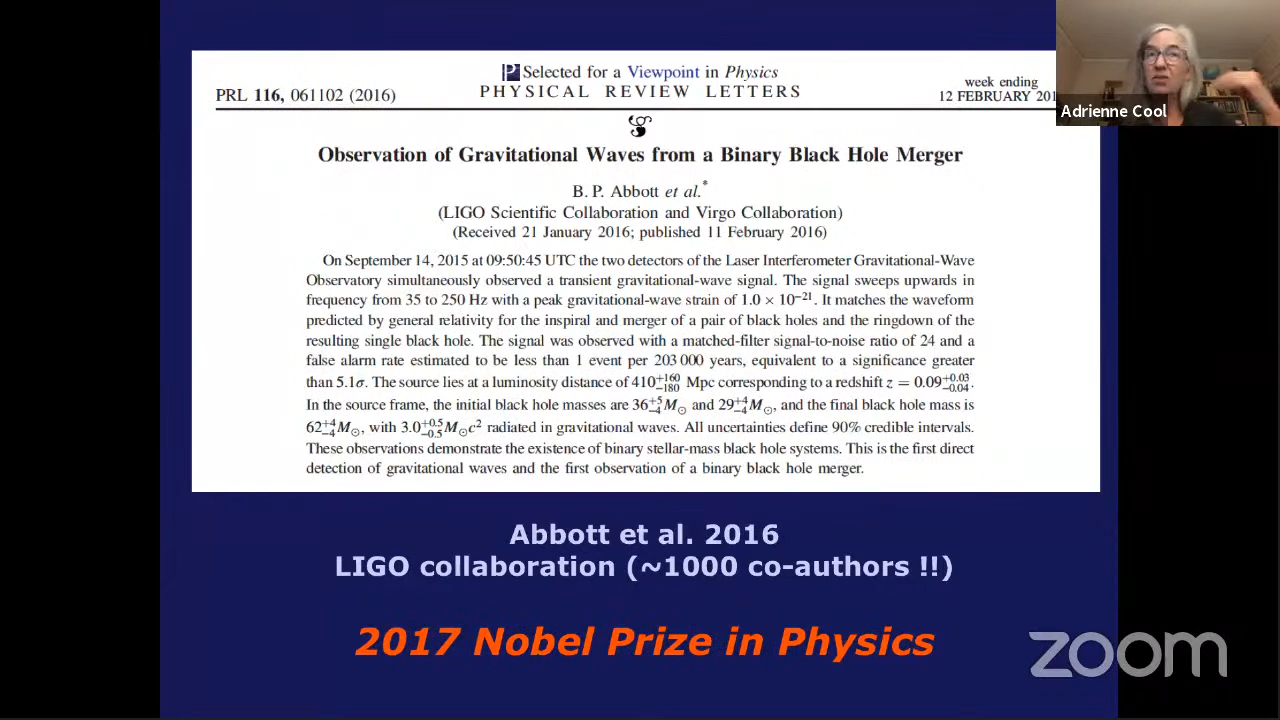 Selected for a Viewpoint in Physics
PRL 116, 061102 (2016)
PHYSICAL REVIEW LETTERS
week ending
12 FEBRUARY 201
Observation of Gravitational Waves from a Binary Black Hole Merger
B. P. Abbott et al.*
(LIGO Scientific Collaboration and Virgo Collaboration)
(Received 21 January 2016; published 11 February 2016)
On September 14, 2015 at 09:50:45 UTC the two detectors of the Laser Interferometer Gravitational-Wave
Observatory simultaneously observed a transient gravitational-wave signal. The signal sweeps upwards in
frequency from 35 to 250 Hz with a peak gravitational-wave strain of 1.0 × 10⁻²¹. It matches the waveform
predicted by general relativity for the inspiral and merger of a pair of black holes and the ringdown of the
resulting single black hole. The signal was observed with a matched-filter signal-to-noise ratio of 24 and a
false alarm rate estimated to be less than 1 event per 203 000 years, equivalent to a significance greater
than 5.1σ. The source lies at a luminosity distance of 410⁺¹⁶⁰₋₁₈₀ Mpc corresponding to a redshift z = 0.09⁺⁰·⁰³₋₀.₀₄.
In the source frame, the initial black hole masses are 36⁺⁵₋₄M⊙ and 29⁺⁴₋₄M⊙, and the final black hole mass is
62⁺⁴₋₄M⊙, with 3.0⁺⁰·⁵₋₀.₅M⊙c² radiated in gravitational waves. All uncertainties define 90% credible intervals.
These observations demonstrate the existence of binary stellar-mass black hole systems. This is the first direct
detection of gravitational waves and the first observation of a binary black hole merger.
Abbott et al. 2016
LIGO collaboration (~1000 co-authors !!)
2017 Nobel Prize in Physics
Adrienne Cool
zoom